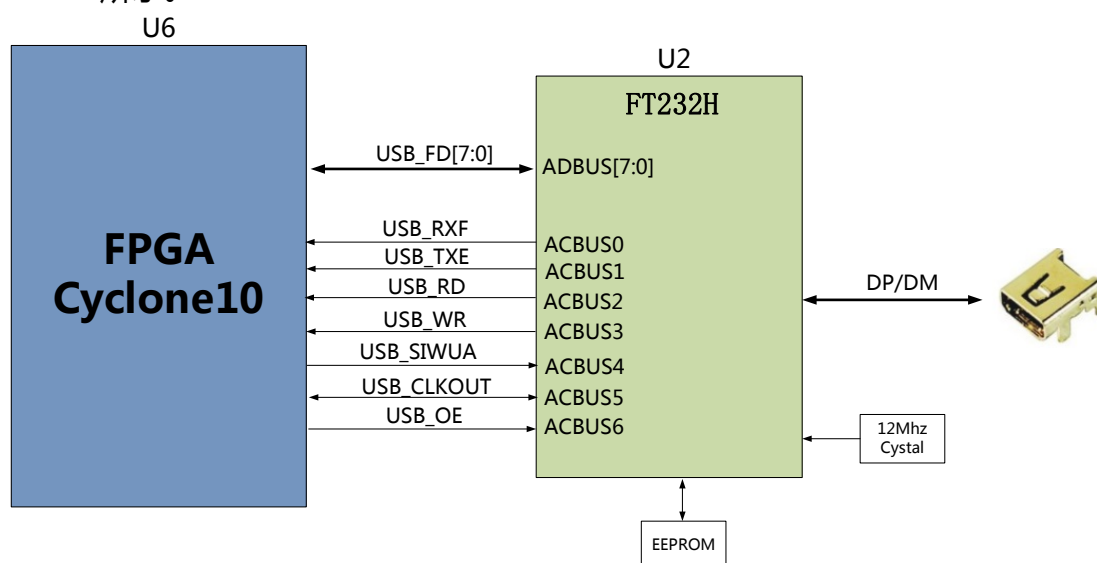 U6
U2
FT232H
USB_FD[7:0]
ADBUS[7:0]
FPGA
Cyclone10
USB_RXF
ACBUS0
USB_TXE
ACBUS1
USB_RD
ACBUS2
USB_WR
ACBUS3
USB_SIWUA
ACBUS4
USB_CLKOUT
ACBUS5
USB_OE
ACBUS6
DP/DM
12Mhz
Cystal
EEPROM